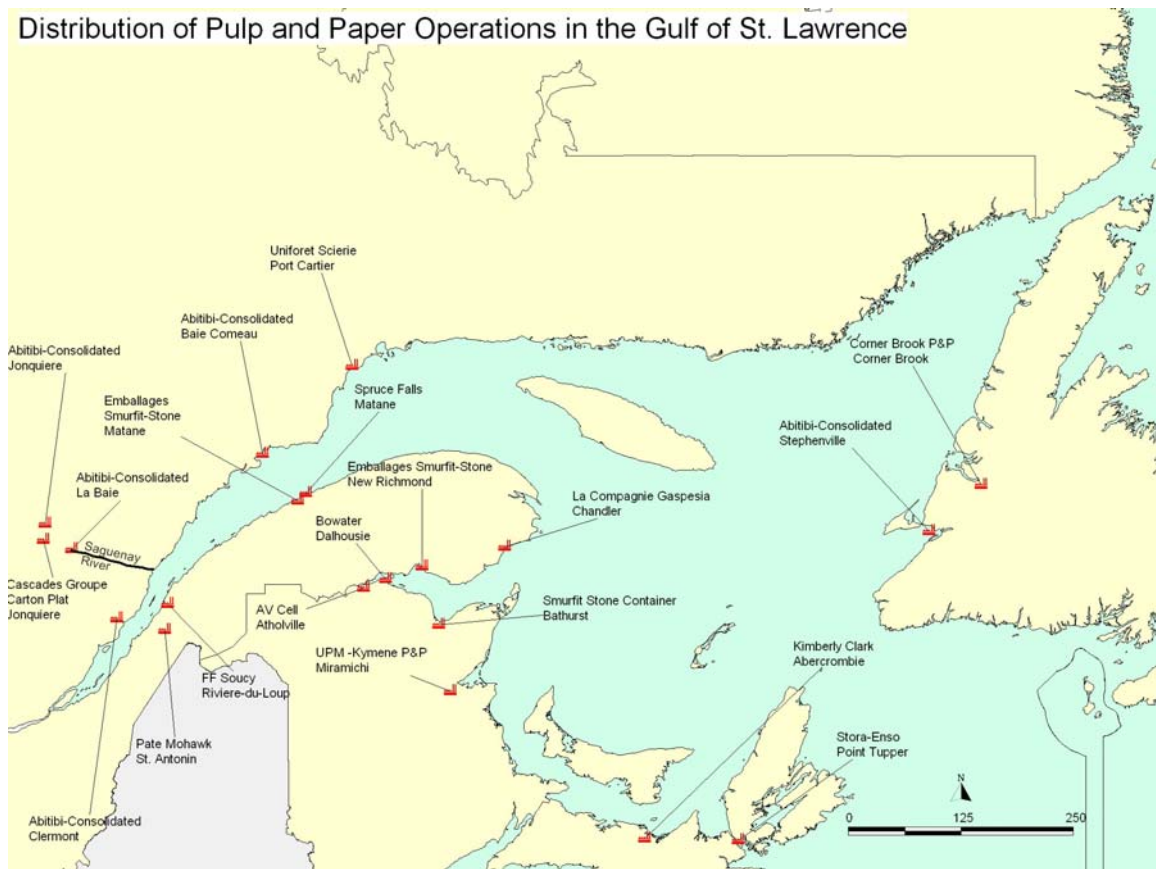 Distribution of Pulp and Paper Operations in the Gulf of St. Lawrence
Uniforet Scierie
Port Cartier
Abitibi-Consolidated
Baie Comeau
Abitibi-Consolidated
Jonquiere
Corner Brook P&P
Corner Brook
Spruce Falls
Matane
Emballages
Smurfit-Stone
Matane
Abitibi-Consolidated
Stephenville
Abitibi-Consolidated
La Baie
Emballages Smurfit-Stone
New Richmond
La Compagnie Gaspesia
Chandler
Bowater
Dalhousie
Saguenay
River
Cascades Groupe
Carton Plat
Jonquiere
AV Cell
Atholville
Smurfit Stone Container
Bathurst
UPM -Kymene P&P
Miramichi
Kimberly Clark
Abercrombie
FF Soucy
Riviere-du-Loup
Pate Mohawk
St. Antonin
Stora-Enso
Point Tupper
Abitibi-Consolidated
Clermont
N
0 125 250